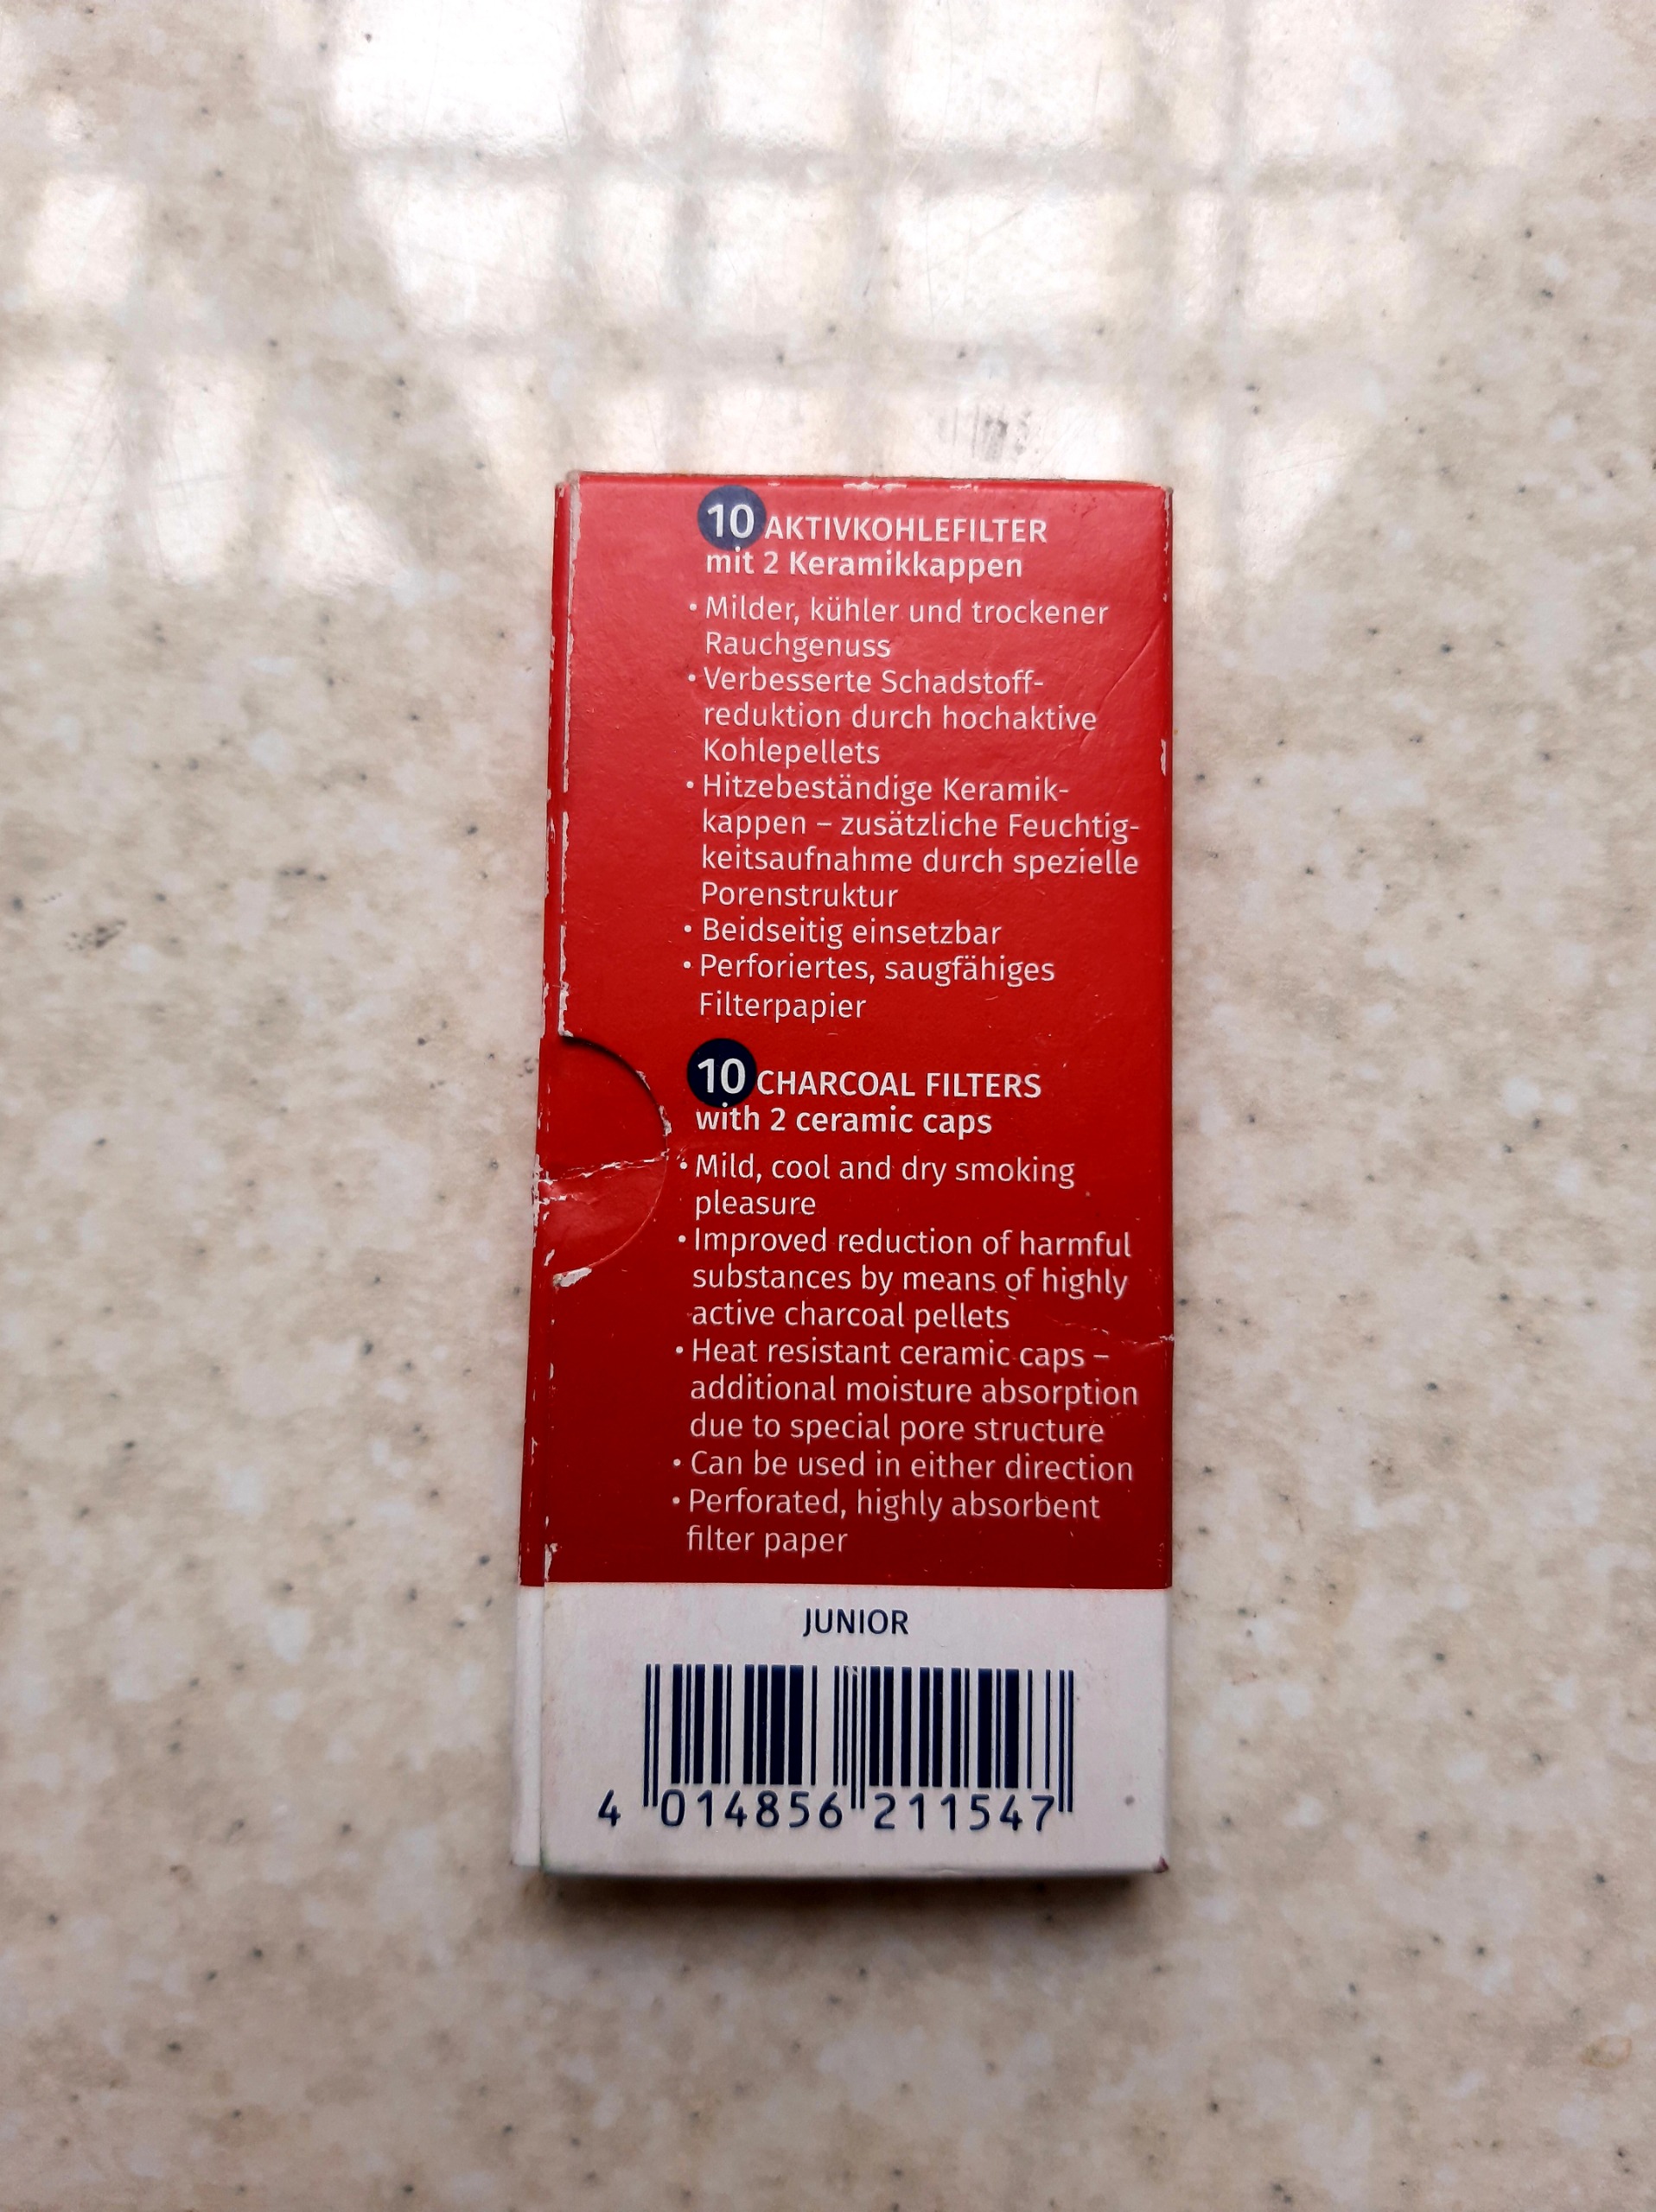 10 AKTIVKOHLEFILTER
mit 2 Keramikkappen
• Milder, kühler und trockener
Rauchgenuss
• Verbesserte Schadstoff-
reduktion durch hochaktive
Kohlepellets
• Hitzebeständige Keramik-
kappen – zusätzliche Feuchtig-
keitsaufnahme durch spezielle
Porenstruktur
• Beidseitig einsetzbar
• Perforiertes, saugfähiges
Filterpapier
10 CHARCOAL FILTERS
with 2 ceramic caps
• Mild, cool and dry smoking
pleasure
• Improved reduction of harmful
substances by means of highly
active charcoal pellets
• Heat resistant ceramic caps –
additional moisture absorption
due to special pore structure
• Can be used in either direction
• Perforated, highly absorbent
filter paper
JUNIOR
4 014856 211547